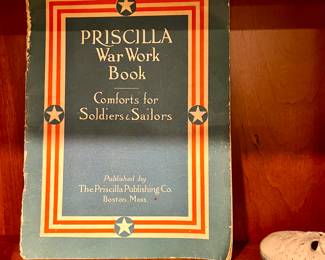 PRISCILLA
War Work
Book
Comforts for
Soldiers & Sailors
Published by
The Priscilla Publishing Co.
Boston, Mass.